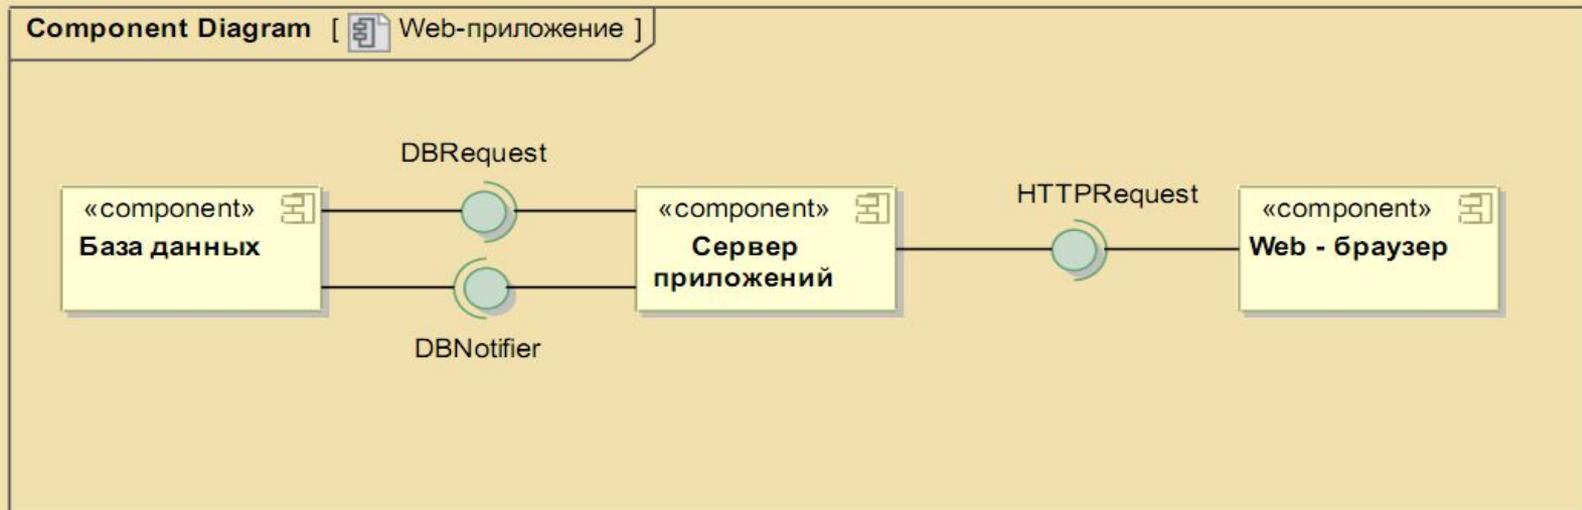 Component Diagram [ Web-приложение ]
DBRequest
«component»
База данных
«component»
Сервер
приложений
HTTPRequest
«component»
Web - браузер
DBNotifier